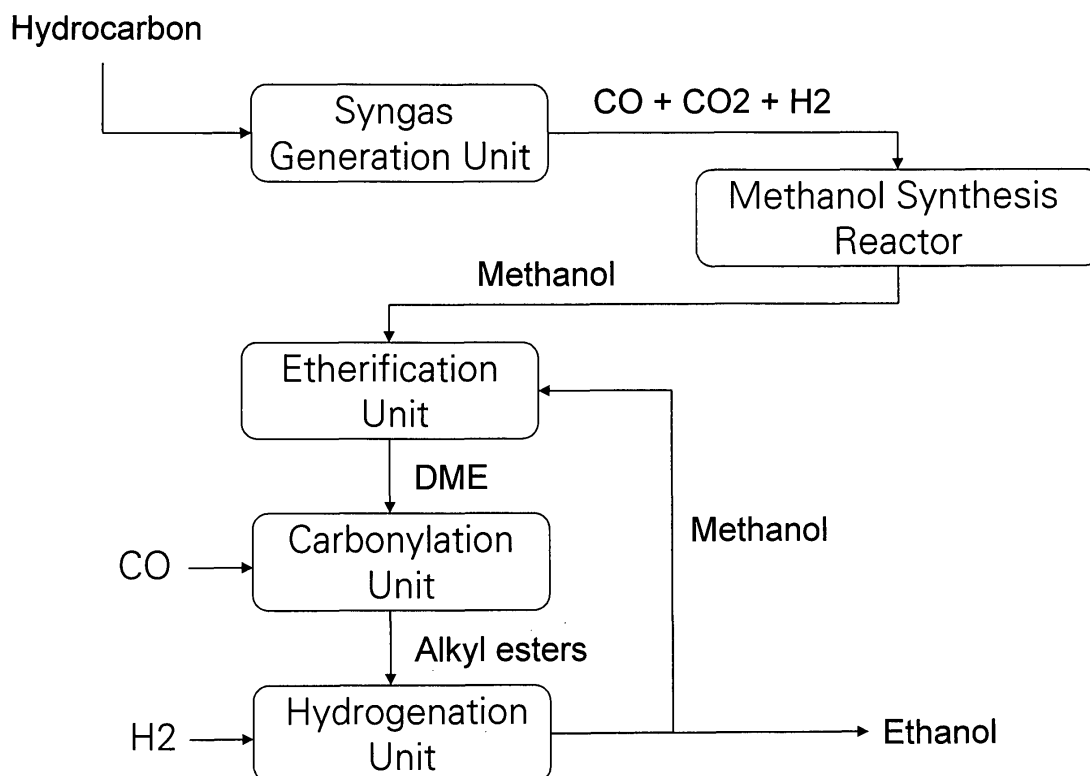 Hydrocarbon
Syngas
Generation Unit
CO + CO2 + H2
Methanol Synthesis
Reactor
Methanol
Etherification
Unit
DME
Methanol
CO
Carbonylation
Unit
Alkyl esters
H2
Hydrogenation
Unit
Ethanol